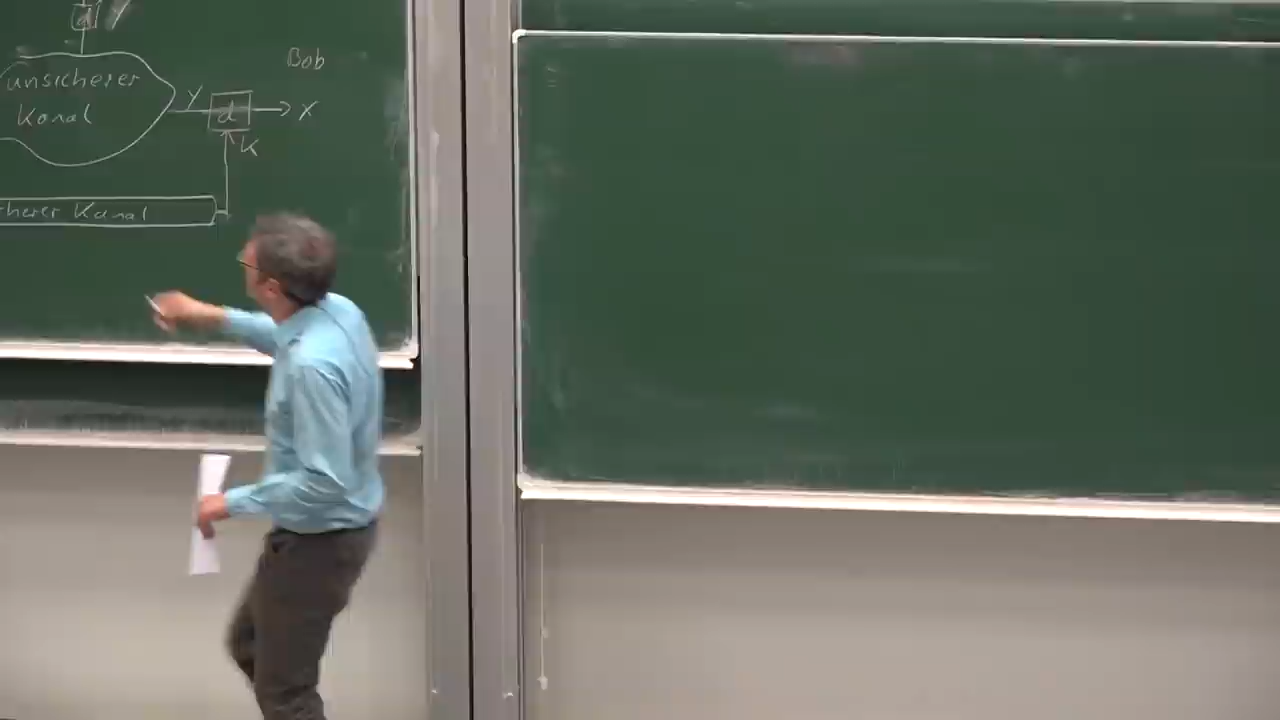 d y
Bob
unsicherer
Kanal
y d x
k
cherer Kanal